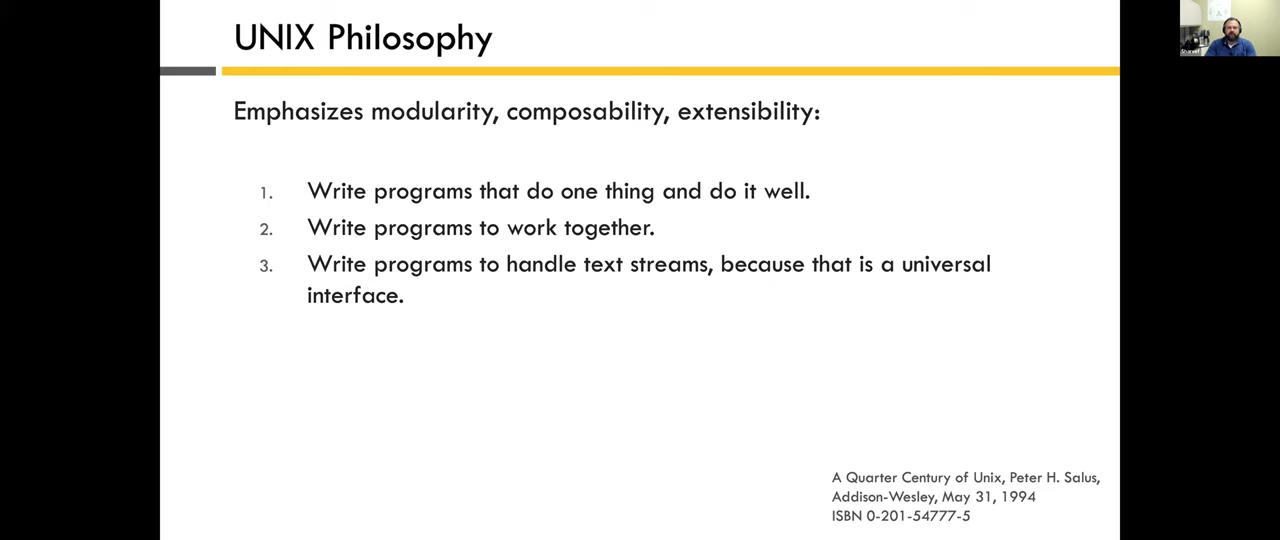 UNIX Philosophy
Emphasizes modularity, composability, extensibility:
1. Write programs that do one thing and do it well.
2. Write programs to work together.
3. Write programs to handle text streams, because that is a universal
interface.
A Quarter Century of Unix, Peter H. Salus,
Addison-Wesley, May 31, 1994
ISBN 0-201-54777-5